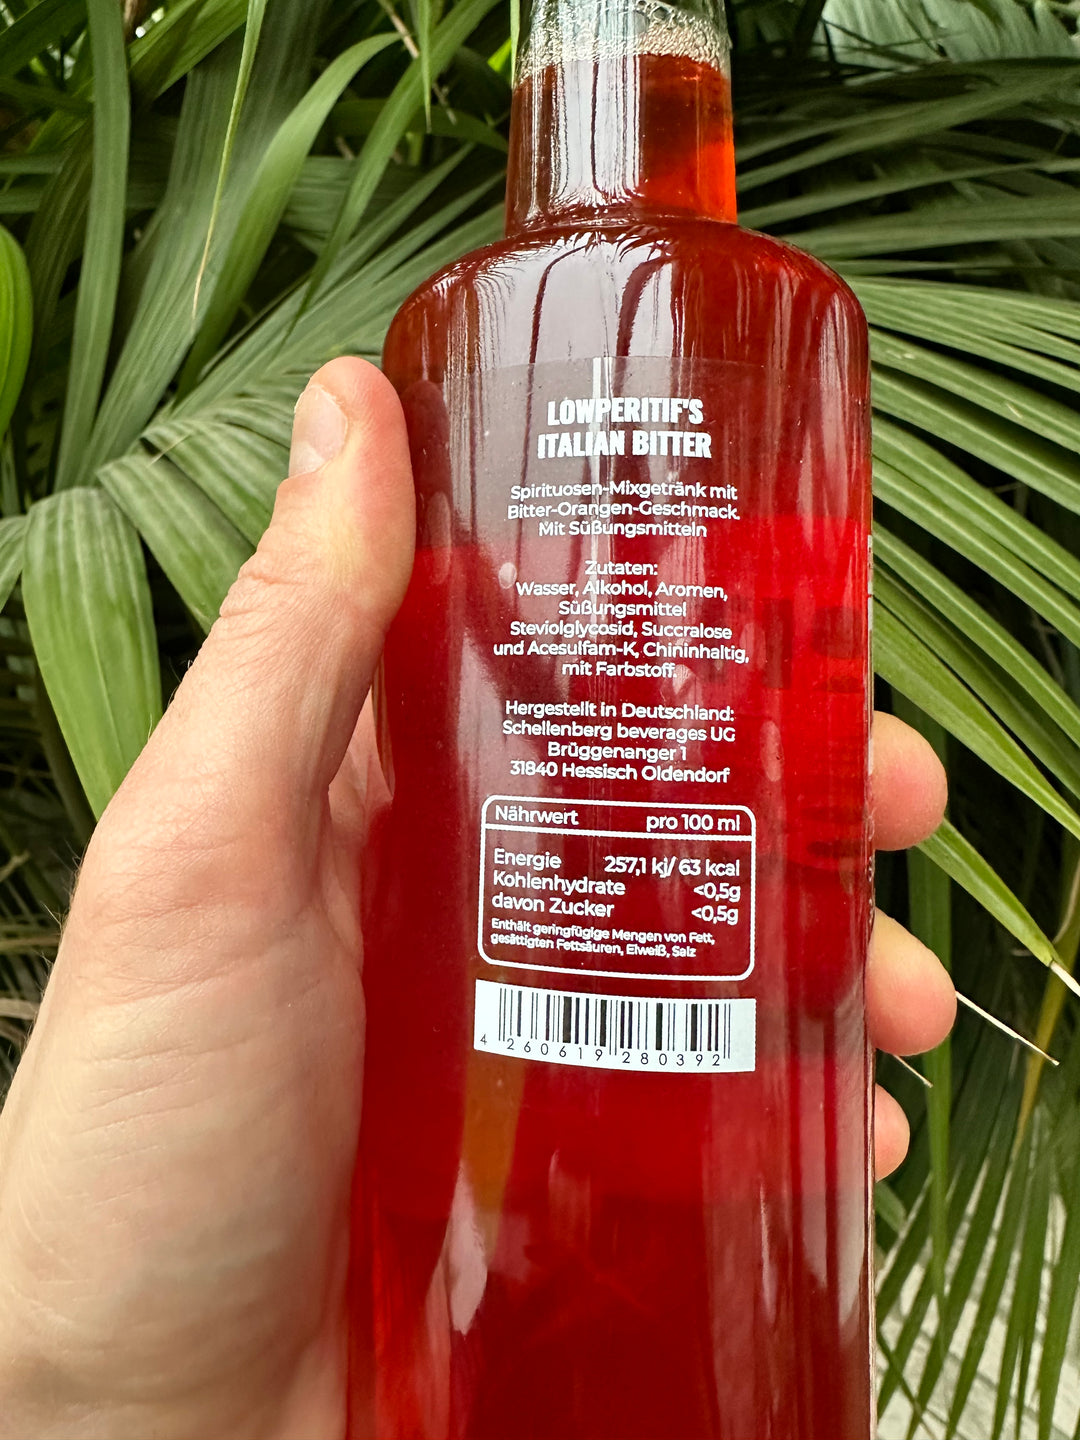 LOWPERITIF'S
ITALIAN BITTER
Spirituosen-Mixgetränk mit
Bitter-Orangen-Geschmack.
Mit Süßungsmitteln
Zutaten:
Wasser, Alkohol, Aromen,
Süßungsmittel
Steviolglycosid, Succralose
und Acesulfam-K, Chininhaltig,
mit Farbstoff.
Hergestellt in Deutschland:
Schellenberg beverages UG
Brüggenanger 1
31840 Hessisch Oldendorf
Nährwert pro 100 ml
Energie 257,1 kj/ 63 kcal
Kohlenhydrate <0,5g
davon Zucker <0,5g
Enthält geringfügige Mengen von Fett,
gesättigten Fettsäuren, Eiweiß, Salz
4 260619 280392